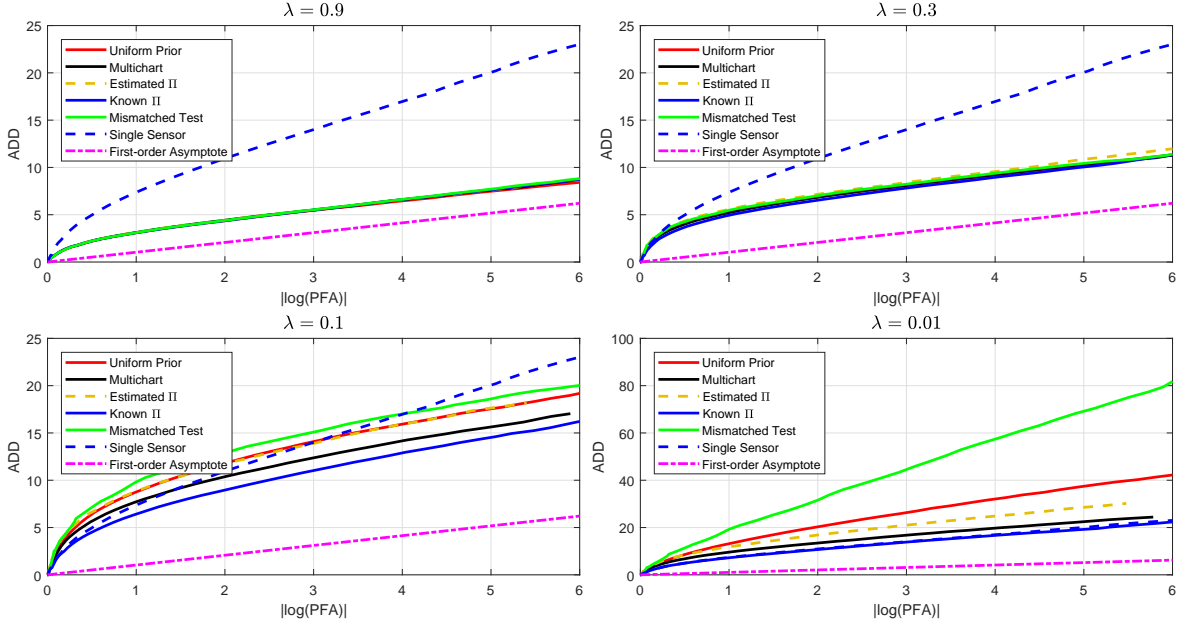 λ = 0.9
25
20
15
10
5
0
ADD
Uniform Prior
Multichart
Estimated Π
Known Π
Mismatched Test
Single Sensor
First-order Asymptote
0 1 2 3 4 5 6
|log(PFA)|
λ = 0.3
25
20
15
10
5
0
ADD
Uniform Prior
Multichart
Estimated Π
Known Π
Mismatched Test
Single Sensor
First-order Asymptote
0 1 2 3 4 5 6
|log(PFA)|
λ = 0.1
25
20
15
10
5
0
ADD
Uniform Prior
Multichart
Estimated Π
Known Π
Mismatched Test
Single Sensor
First-order Asymptote
0 1 2 3 4 5 6
|log(PFA)|
λ = 0.01
100
80
60
40
20
0
ADD
Uniform Prior
Multichart
Estimated Π
Known Π
Mismatched Test
Single Sensor
First-order Asymptote
0 1 2 3 4 5 6
|log(PFA)|